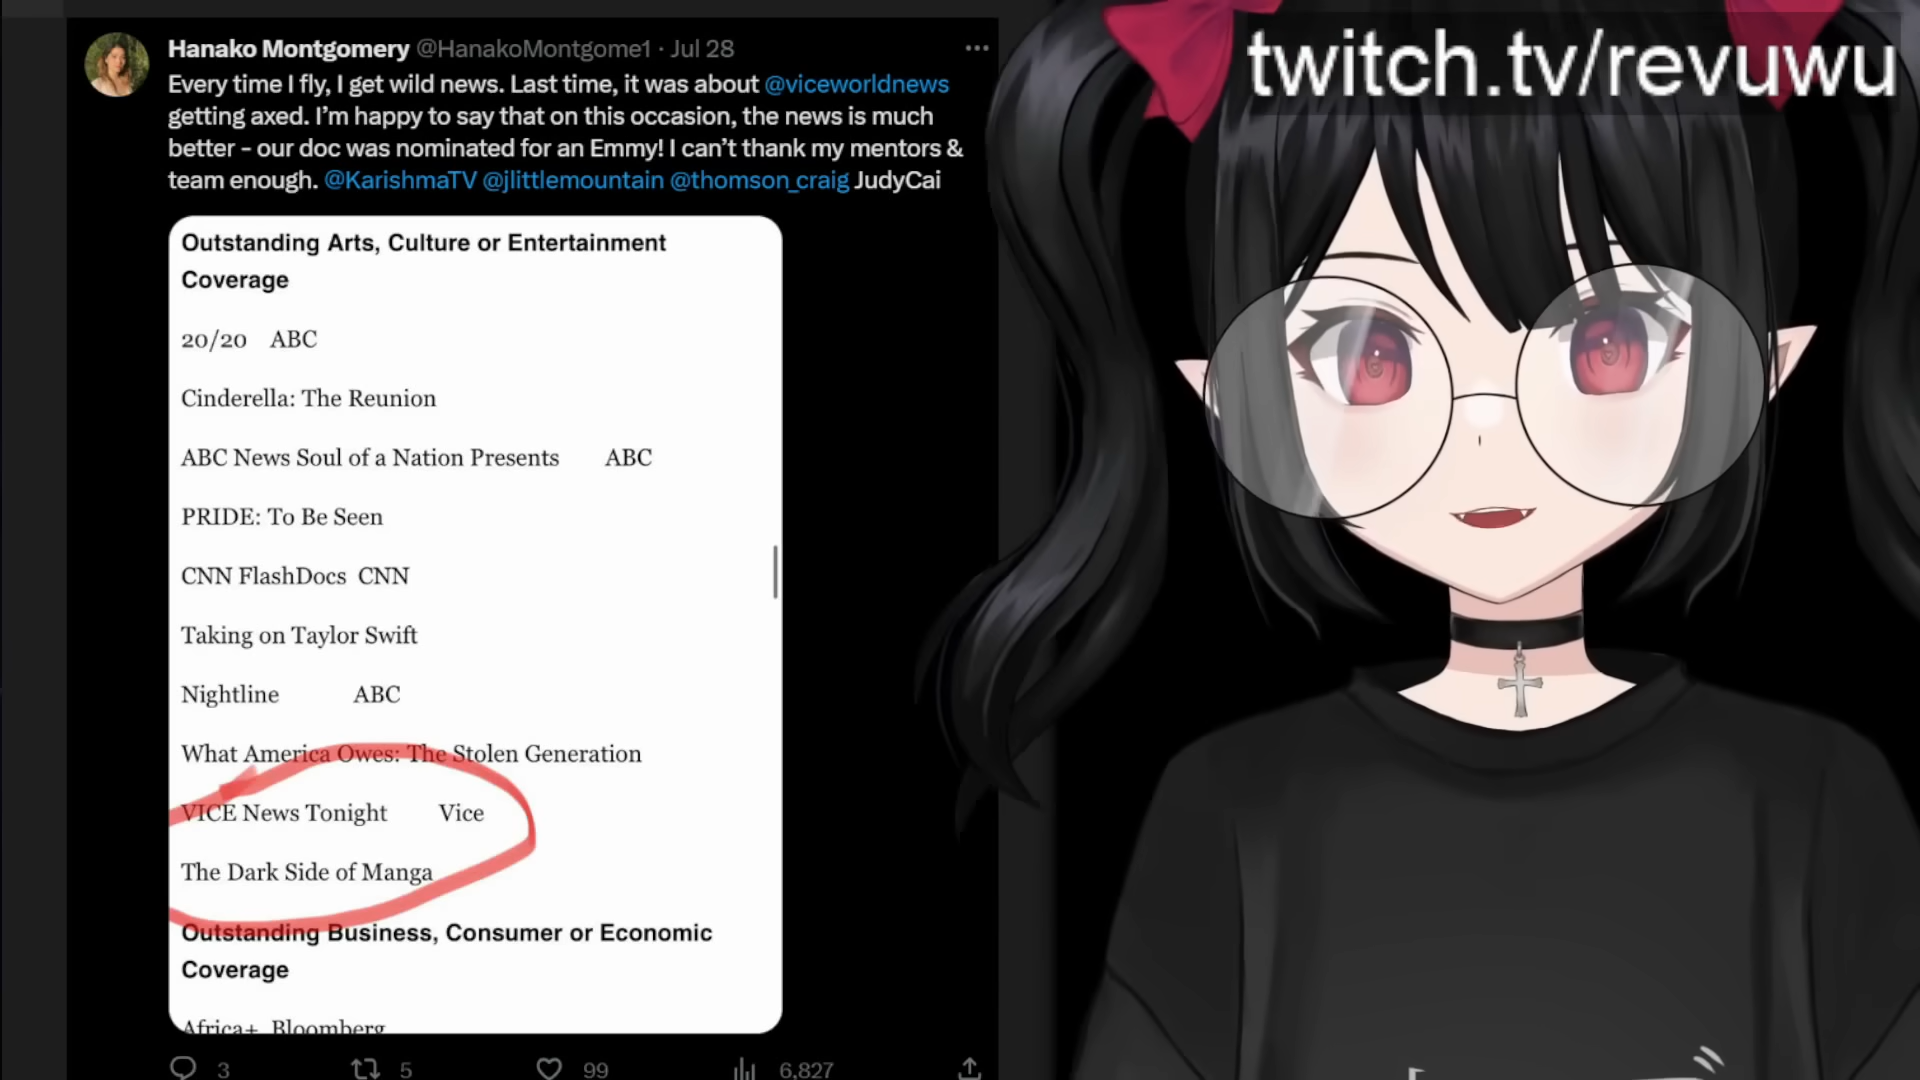 Hanako Montgomery @HanakoMontgome1 · Jul 28
twitch.tv/revuwu
Every time I fly, I get wild news. Last time, it was about @viceworldnews
getting axed. I'm happy to say that on this occasion, the news is much
better - our doc was nominated for an Emmy! I can't thank my mentors &
team enough. @KarishmaTV @jlittlemountain @thomson_craig JudyCai
Outstanding Arts, Culture or Entertainment
Coverage
20/20 ABC
Cinderella: The Reunion
ABC News Soul of a Nation Presents ABC
PRIDE: To Be Seen
CNN FlashDocs CNN
Taking on Taylor Swift
Nightline ABC
What America Owes: The Stolen Generation
VICE News Tonight Vice
The Dark Side of Manga
Outstanding Business, Consumer or Economic
Coverage
Africa+ Bloomberg
3 5 99 6,827